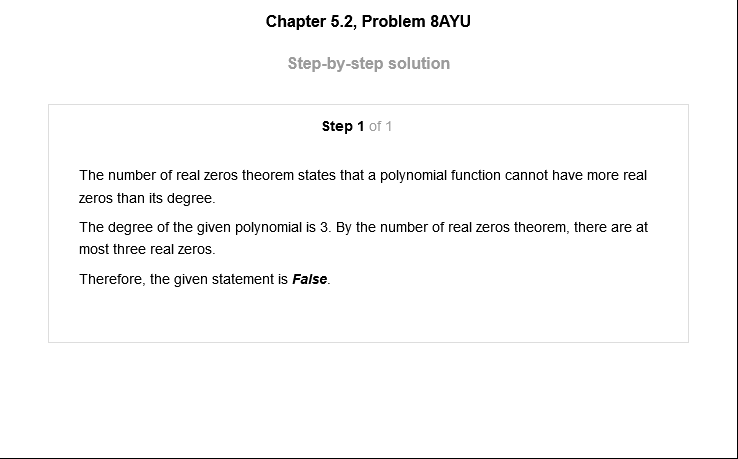 Chapter 5.2, Problem 8AYU
Step-by-step solution
Step 1 of 1
The number of real zeros theorem states that a polynomial function cannot have more real
zeros than its degree.
The degree of the given polynomial is 3. By the number of real zeros theorem, there are at
most three real zeros.
Therefore, the given statement is False.